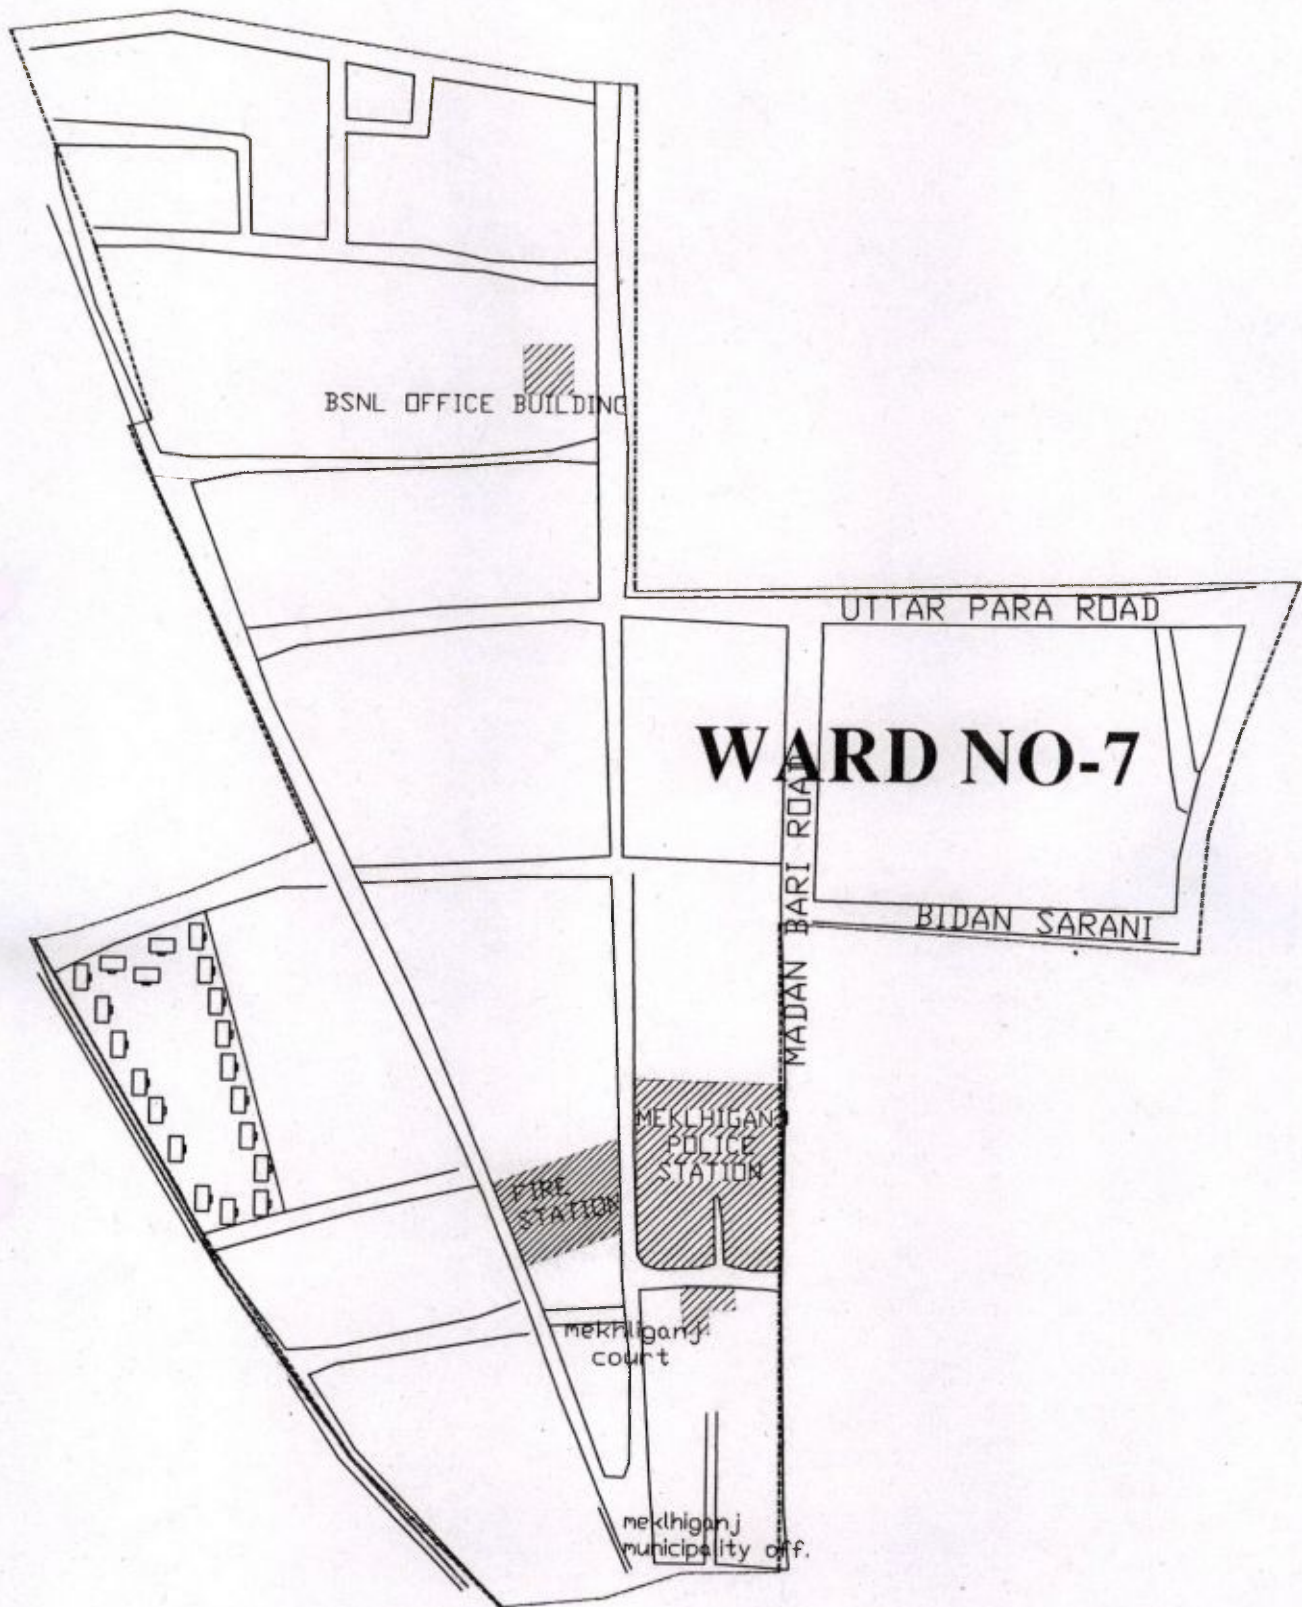 BSNL OFFICE BUILDING
UTTAR PARA ROAD
WARD NO-7
MADAN BARI ROAD
BIDAN SARANI
MEKLHIGANJ
POLICE
STATION
FIRE
STATION
mekhliganj
court
meklhiganj
municipality off.